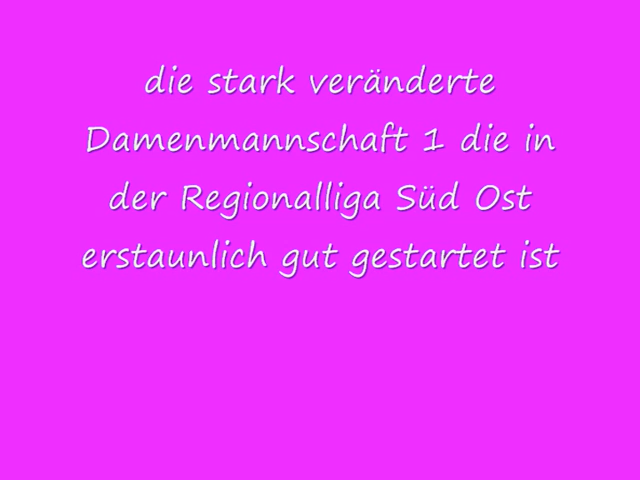 die stark veränderte
Damenmannschaft 1 die in
der Regionalliga Süd Ost
erstaunlich gut gestartet ist